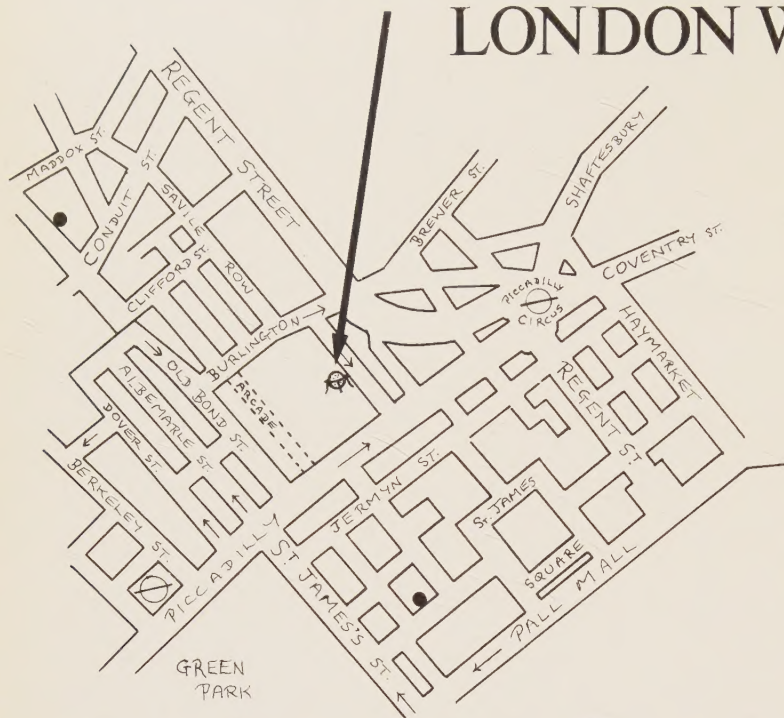 LONDON W
REGENT STREET
MADDOX ST.
CONDUIT ST.
SAVILE
ROW
CLIFFORD ST.
BREWER ST.
SHAFTESBURY
COVENTRY ST.
PICCADILLY
CIRCUS
HAYMARKET
BURLINGTON
ARCADE
OLD BOND ST.
ALBEMARLE ST.
DOVER ST.
BERKELEY ST.
REGENT ST.
JERMYN ST.
ST. JAMES
SQUARE
PICCADILLY
ST. JAMES'S ST.
PALL MALL
GREEN
PARK